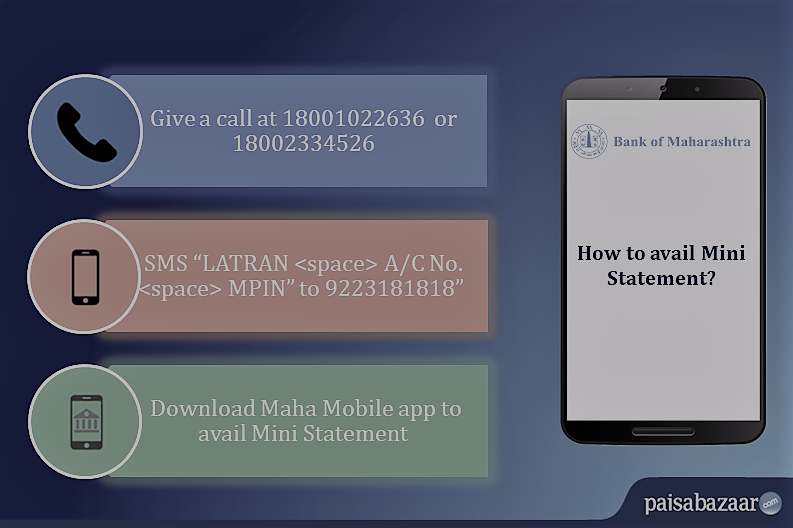 Give a call at 18001022636 or
18002334526
SMS “LATRAN <space> A/C No.
<space> MPIN” to 9223181818”
Download Maha Mobile app to
avail Mini Statement
Bank of Maharashtra
How to avail Mini
Statement?
paisabazaar.com